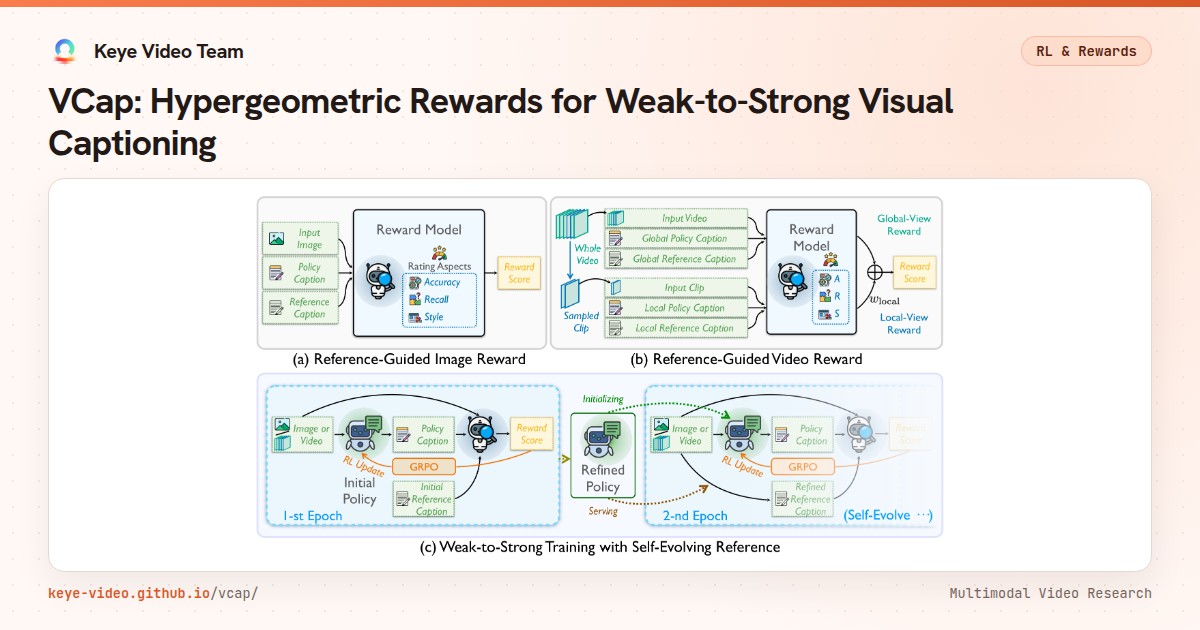 Keye Video Team
RL & Rewards
VCap: Hypergeometric Rewards for Weak-to-Strong Visual
Captioning
Input
Image
Policy
Caption
Reference
Caption
Reward Model
Rating Aspects
Accuracy
Recall
Style
Reward
Score
Whole
Video
Sampled
Clip
Input Video
Global Policy Caption
Global Reference Caption
Input Clip
Local Policy Caption
Local Reference Caption
Reward
Model
A
R
S
Global-View
Reward
Reward
Score
wlocal
Local-View
Reward
(a) Reference-Guided Image Reward
(b) Reference-Guided Video Reward
Image or
Video
Policy
Caption
Reward
Score
RL Update
GRPO
Initial
Policy
Initial
Reference
Caption
1-st Epoch
Initializing
Refined
Policy
Serving
Image or
Video
Policy
Caption
Reward
Score
RL Update
GRPO
Refined
Reference
Caption
2-nd Epoch
(Self-Evolve ···)
(c) Weak-to-Strong Training with Self-Evolving Reference
keye-video.github.io/vcap/
Multimodal Video Research